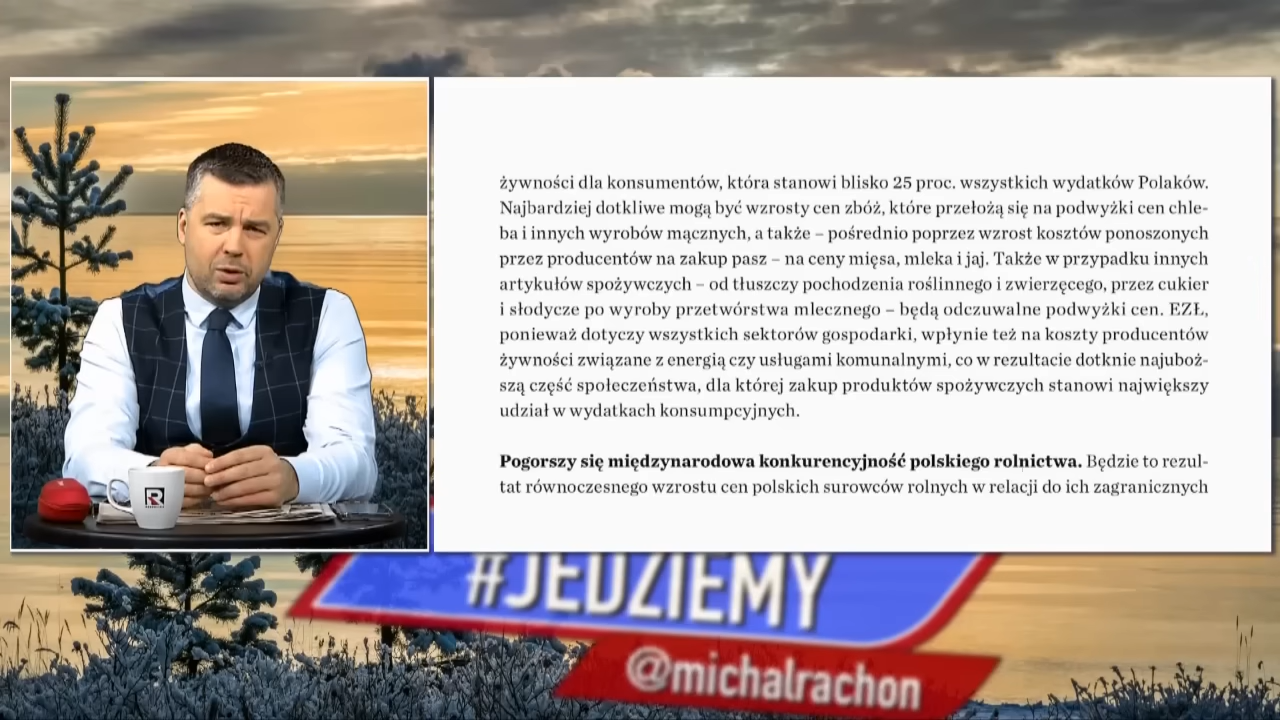 żywności dla konsumentów, która stanowi blisko 25 proc. wszystkich wydatków Polaków.
Najbardziej dotkliwe mogą być wzrosty cen zbóż, które przełożą się na podwyżki cen chle-
ba i innych wyrobów mącznych, a także – pośrednio poprzez wzrost kosztów ponoszonych
przez producentów na zakup pasz – na ceny mięsa, mleka i jaj. Także w przypadku innych
artykułów spożywczych – od tłuszczy pochodzenia roślinnego i zwierzęcego, przez cukier
i słodycze po wyroby przetwórstwa mlecznego – będą odczuwalne podwyżki cen. EZŁ,
ponieważ dotyczy wszystkich sektorów gospodarki, wpłynie też na koszty producentów
żywności związane z energią czy usługami komunalnymi, co w rezultacie dotknie najuboż-
szą część społeczeństwa, dla której zakup produktów spożywczych stanowi największy
udział w wydatkach konsumpcyjnych.
Pogorszy się międzynarodowa konkurencyjność polskiego rolnictwa. Będzie to rezul-
tat równoczesnego wzrostu cen polskich surowców rolnych w relacji do ich zagranicznych
R
#JEDZIEMY
@michalrachon